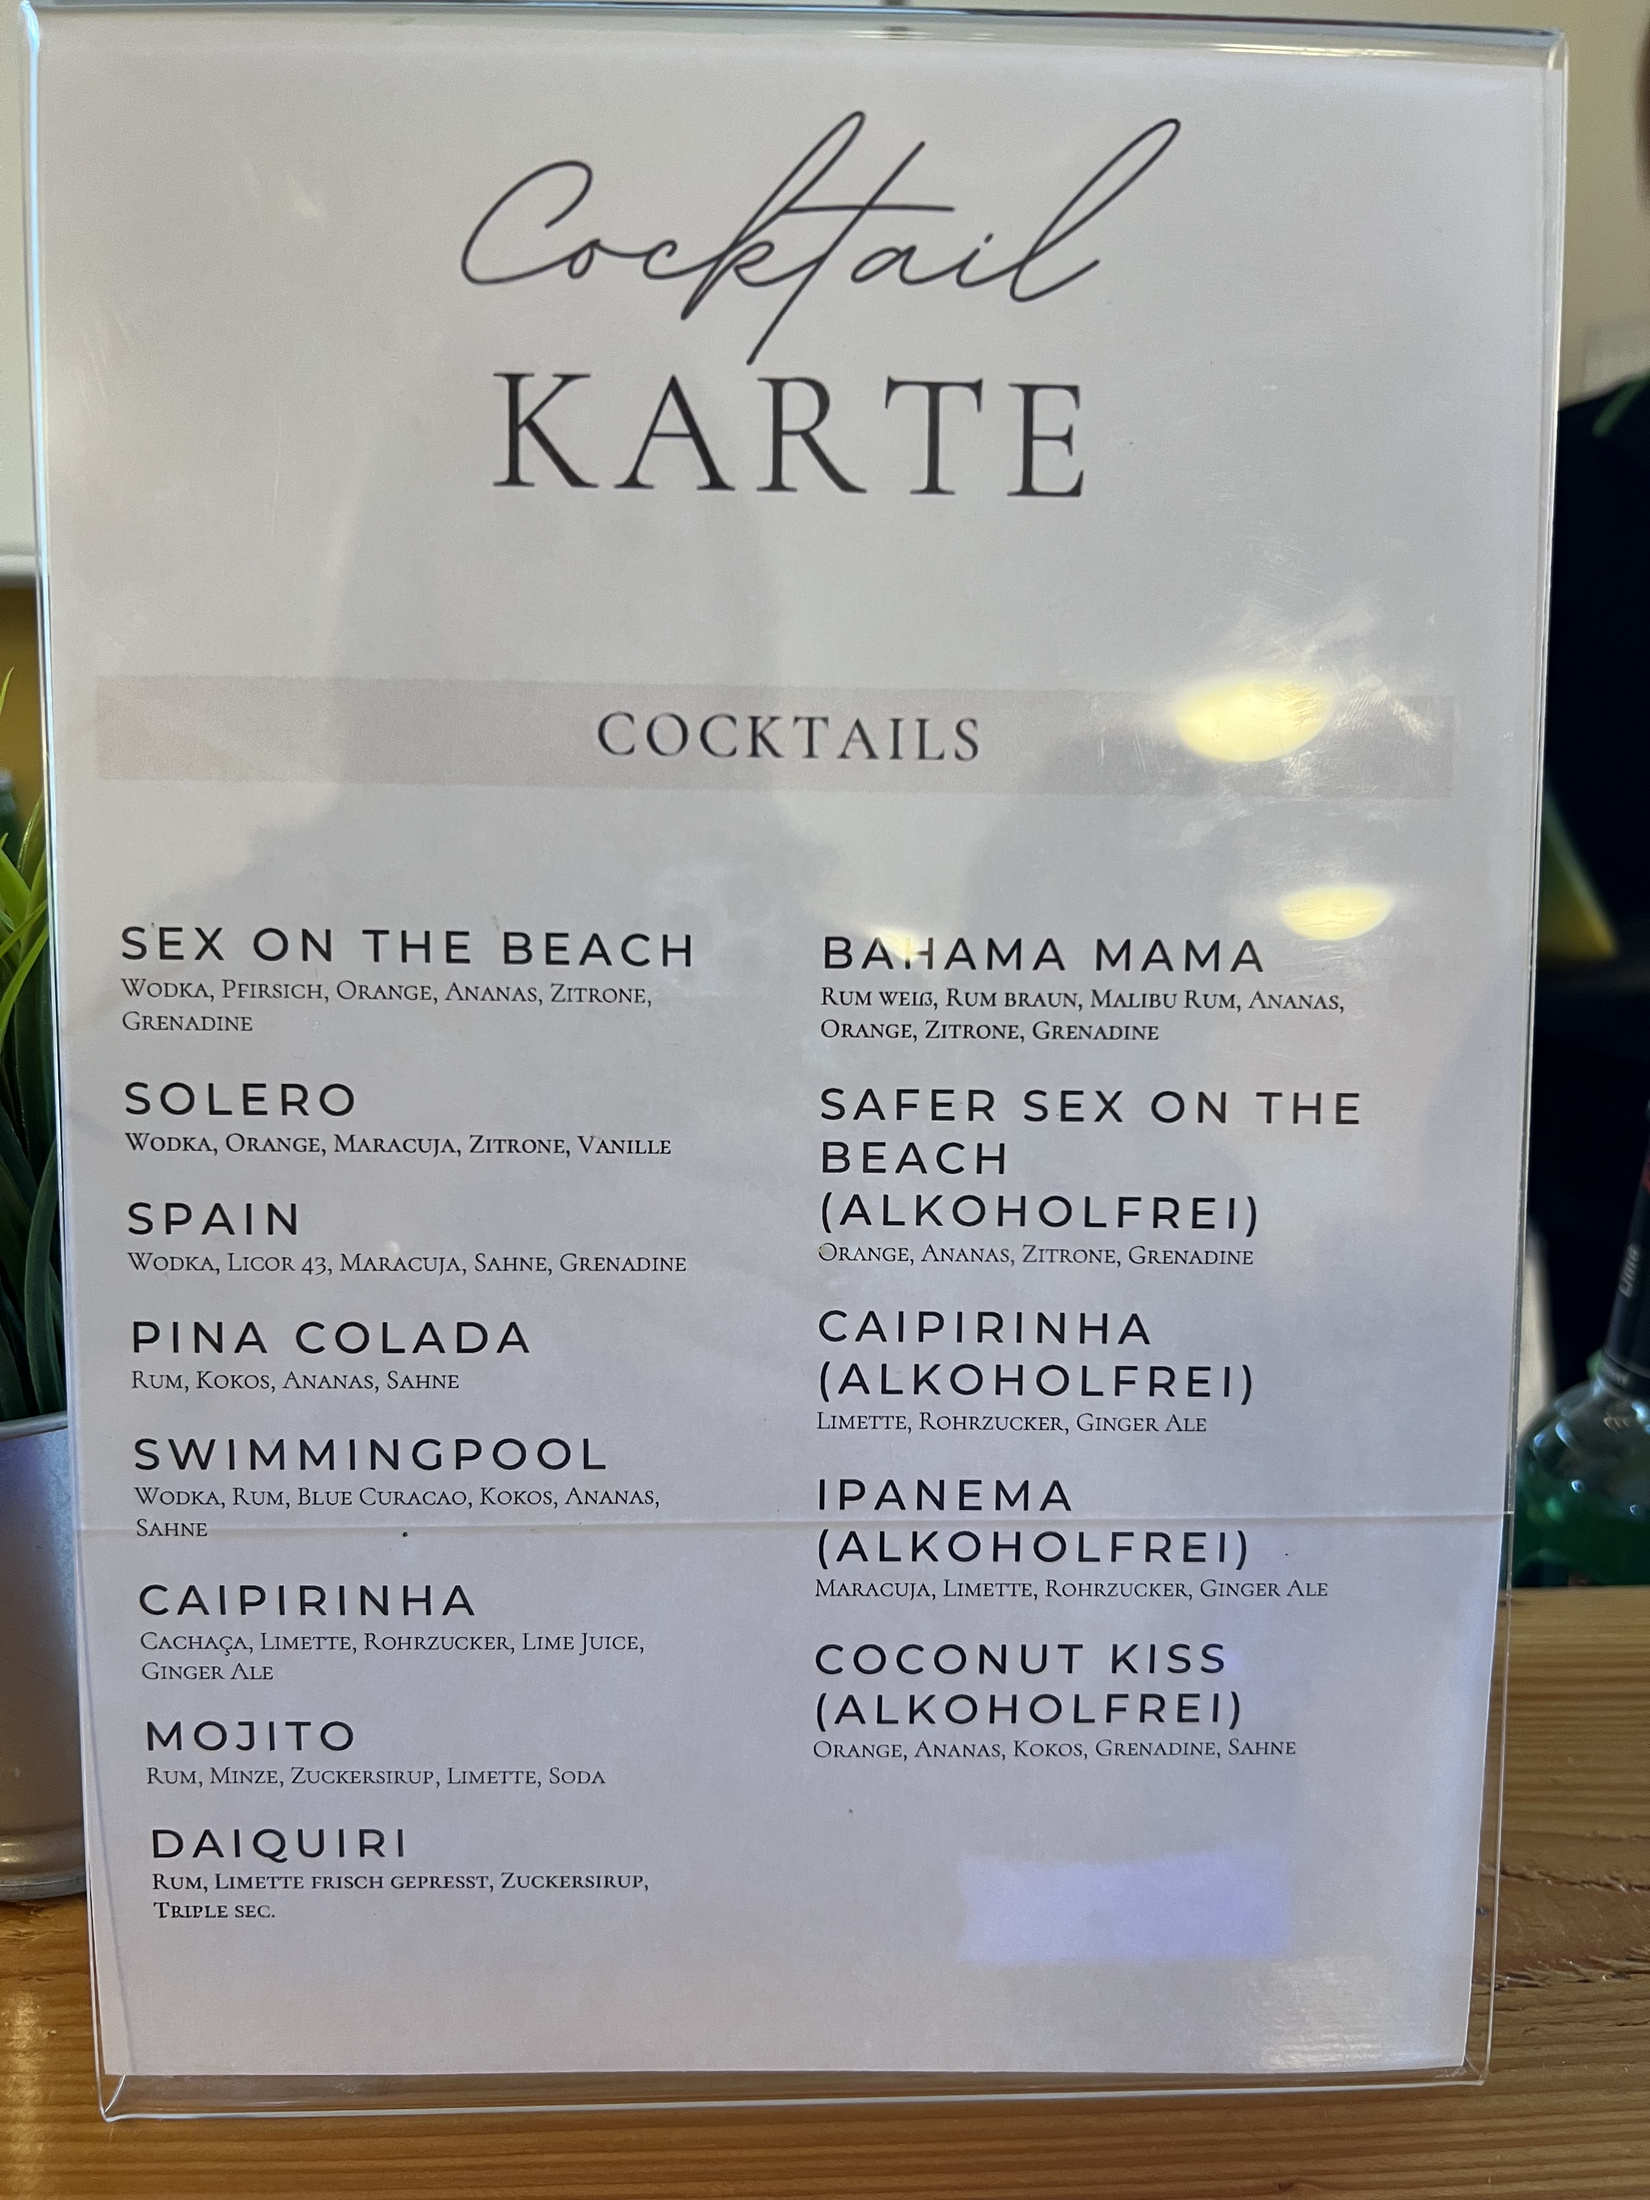 Cocktail
KARTE
COCKTAILS
SEX ON THE BEACH
WODKA, PFIRSICH, ORANGE, ANANAS, ZITRONE,
GRENADINE
SOLERO
WODKA, ORANGE, MARACUJA, ZITRONE, VANILLE
SPAIN
WODKA, LICOR 43, MARACUJA, SAHNE, GRENADINE
PINA COLADA
RUM, KOKOS, ANANAS, SAHNE
SWIMMINGPOOL
WODKA, RUM, BLUE CURACAO, KOKOS, ANANAS,
SAHNE
CAIPIRINHA
CACHAÇA, LIMETTE, ROHRZUCKER, LIME JUICE,
GINGER ALE
MOJITO
RUM, MINZE, ZUCKERSIRUP, LIMETTE, SODA
DAIQUIRI
RUM, LIMETTE FRISCH GEPRESST, ZUCKERSIRUP,
TRIPLE SEC.
BAHAMA MAMA
RUM WEIß, RUM BRAUN, MALIBU RUM, ANANAS,
ORANGE, ZITRONE, GRENADINE
SAFER SEX ON THE
BEACH
(ALKOHOLFREI)
ORANGE, ANANAS, ZITRONE, GRENADINE
CAIPIRINHA
(ALKOHOLFREI)
LIMETTE, ROHRZUCKER, GINGER ALE
IPANEMA
(ALKOHOLFREI)
MARACUJA, LIMETTE, ROHRZUCKER, GINGER ALE
COCONUT KISS
(ALKOHOLFREI)
ORANGE, ANANAS, KOKOS, GRENADINE, SAHNE
Lime